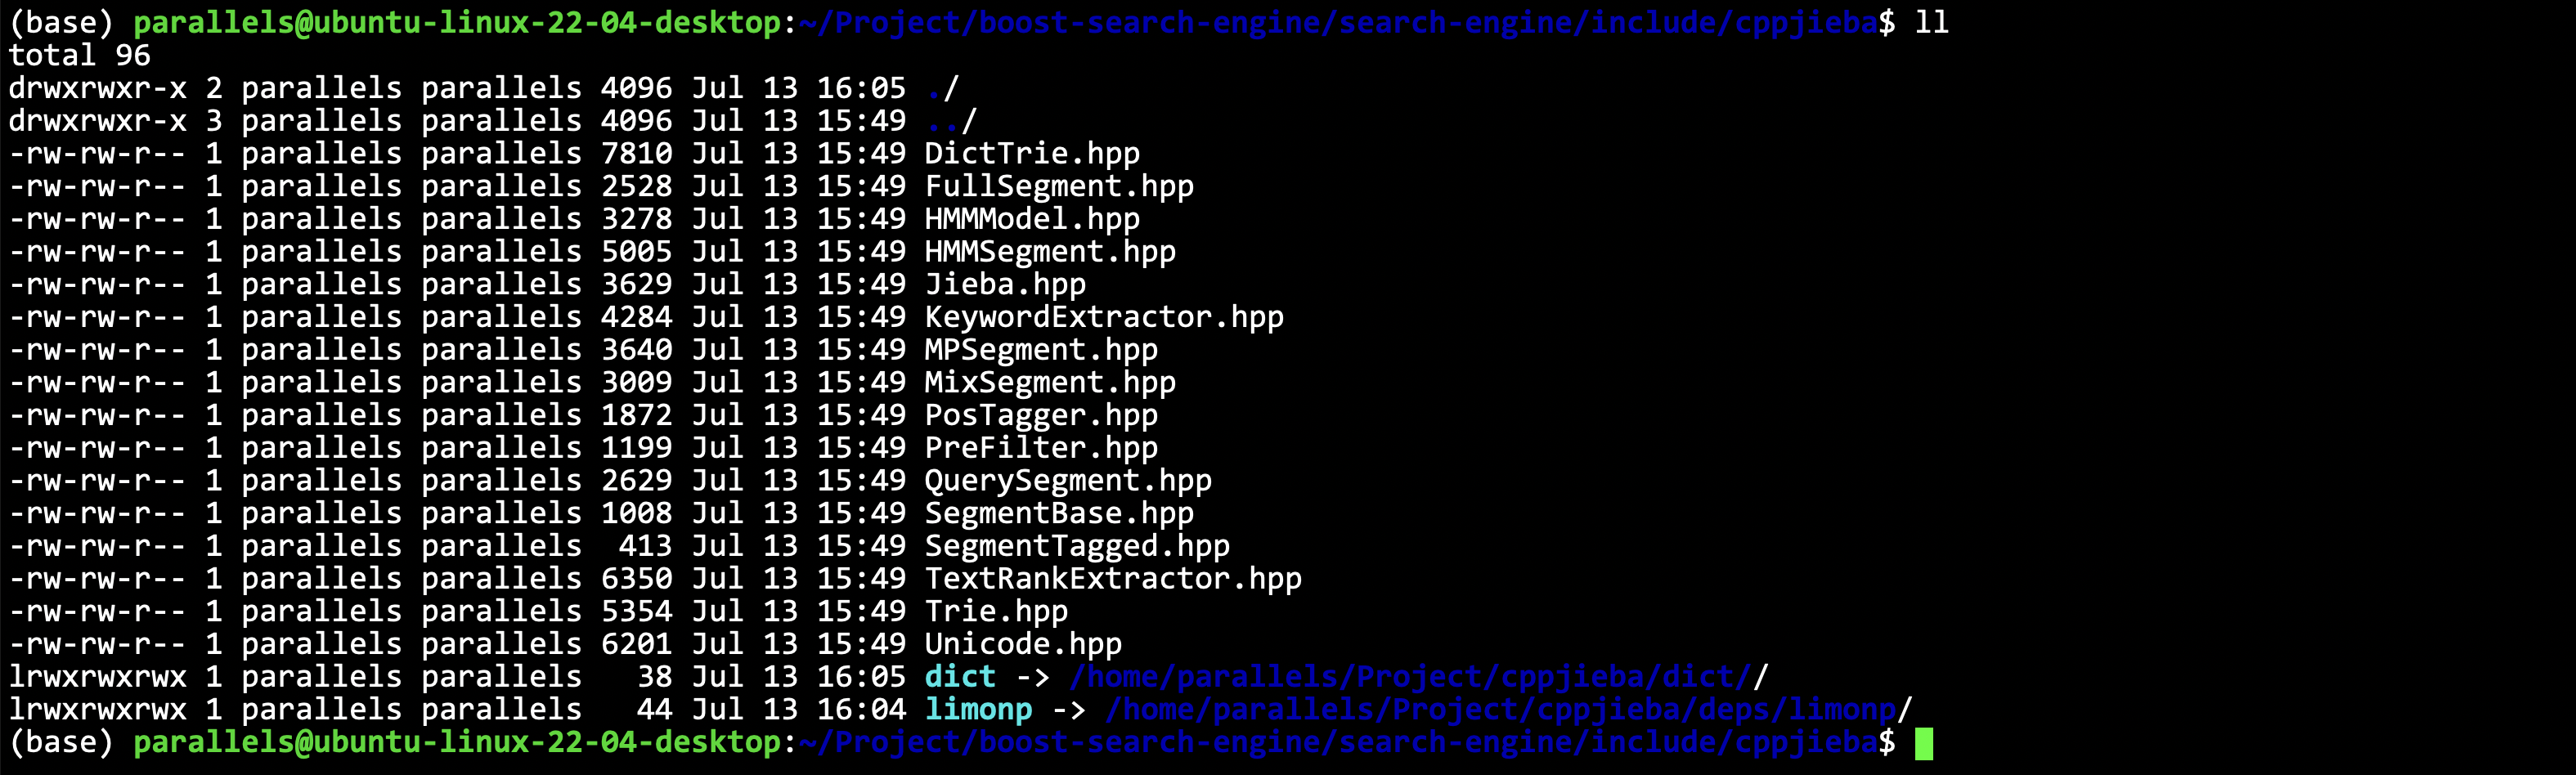 (base) parallels@ubuntu-linux-22-04-desktop:~/Project/boost-search-engine/search-engine/include/cppjieba$ ll
total 96
drwxrwxr-x 2 parallels parallels 4096 Jul 13 16:05 ./
drwxrwxr-x 3 parallels parallels 4096 Jul 13 15:49 ../
-rw-rw-r-- 1 parallels parallels 7810 Jul 13 15:49 DictTrie.hpp
-rw-rw-r-- 1 parallels parallels 2528 Jul 13 15:49 FullSegment.hpp
-rw-rw-r-- 1 parallels parallels 3278 Jul 13 15:49 HMMModel.hpp
-rw-rw-r-- 1 parallels parallels 5005 Jul 13 15:49 HMMSegment.hpp
-rw-rw-r-- 1 parallels parallels 3629 Jul 13 15:49 Jieba.hpp
-rw-rw-r-- 1 parallels parallels 4284 Jul 13 15:49 KeywordExtractor.hpp
-rw-rw-r-- 1 parallels parallels 3640 Jul 13 15:49 MPSegment.hpp
-rw-rw-r-- 1 parallels parallels 3009 Jul 13 15:49 MixSegment.hpp
-rw-rw-r-- 1 parallels parallels 1872 Jul 13 15:49 PosTagger.hpp
-rw-rw-r-- 1 parallels parallels 1199 Jul 13 15:49 PreFilter.hpp
-rw-rw-r-- 1 parallels parallels 2629 Jul 13 15:49 QuerySegment.hpp
-rw-rw-r-- 1 parallels parallels 1008 Jul 13 15:49 SegmentBase.hpp
-rw-rw-r-- 1 parallels parallels  413 Jul 13 15:49 SegmentTagged.hpp
-rw-rw-r-- 1 parallels parallels 6350 Jul 13 15:49 TextRankExtractor.hpp
-rw-rw-r-- 1 parallels parallels 5354 Jul 13 15:49 Trie.hpp
-rw-rw-r-- 1 parallels parallels 6201 Jul 13 15:49 Unicode.hpp
lrwxrwxrwx 1 parallels parallels   38 Jul 13 16:05 dict -> /home/parallels/Project/cppjieba/dict//
lrwxrwxrwx 1 parallels parallels   44 Jul 13 16:04 limonp -> /home/parallels/Project/cppjieba/deps/limonp/
(base) parallels@ubuntu-linux-22-04-desktop:~/Project/boost-search-engine/search-engine/include/cppjieba$